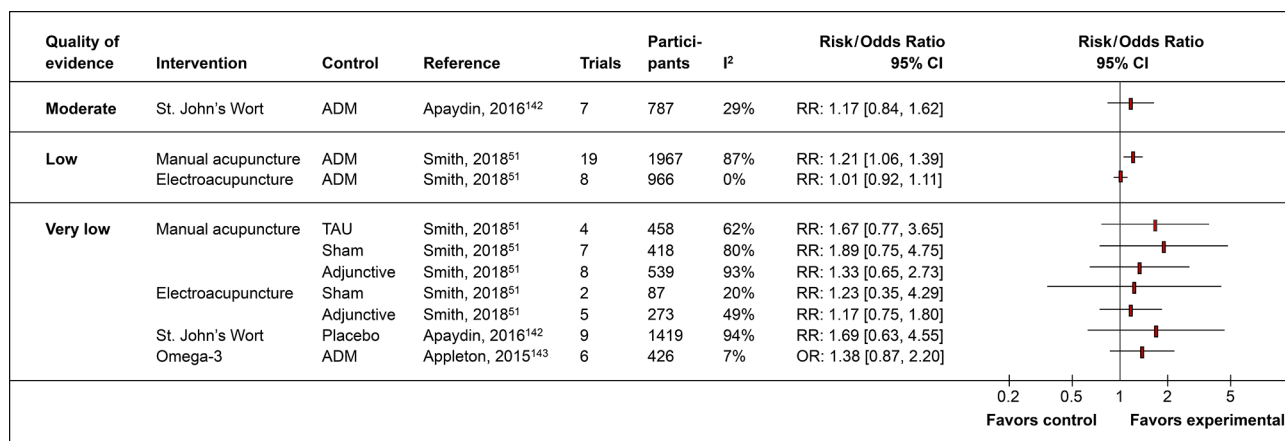 Quality of evidence Intervention Control Reference Trials Partici-pants I² Risk/Odds Ratio 95% CI Risk/Odds Ratio 95% CI
Moderate St. John's Wort ADM Apaydin, 2016¹⁴² 7 787 29% RR: 1.17 [0.84, 1.62]
Low Manual acupuncture ADM Smith, 2018⁵¹ 19 1967 87% RR: 1.21 [1.06, 1.39]
Electroacupuncture ADM Smith, 2018⁵¹ 8 966 0% RR: 1.01 [0.92, 1.11]
Very low Manual acupuncture TAU Smith, 2018⁵¹ 4 458 62% RR: 1.67 [0.77, 3.65]
Sham Smith, 2018⁵¹ 7 418 80% RR: 1.89 [0.75, 4.75]
Adjunctive Smith, 2018⁵¹ 8 539 93% RR: 1.33 [0.65, 2.73]
Electroacupuncture Sham Smith, 2018⁵¹ 2 87 20% RR: 1.23 [0.35, 4.29]
Adjunctive Smith, 2018⁵¹ 5 273 49% RR: 1.17 [0.75, 1.80]
St. John's Wort Placebo Apaydin, 2016¹⁴² 9 1419 94% RR: 1.69 [0.63, 4.55]
Omega-3 ADM Appleton, 2015¹⁴³ 6 426 7% OR: 1.38 [0.87, 2.20]
0.2 0.5 1 2 5
Favors control Favors experimental